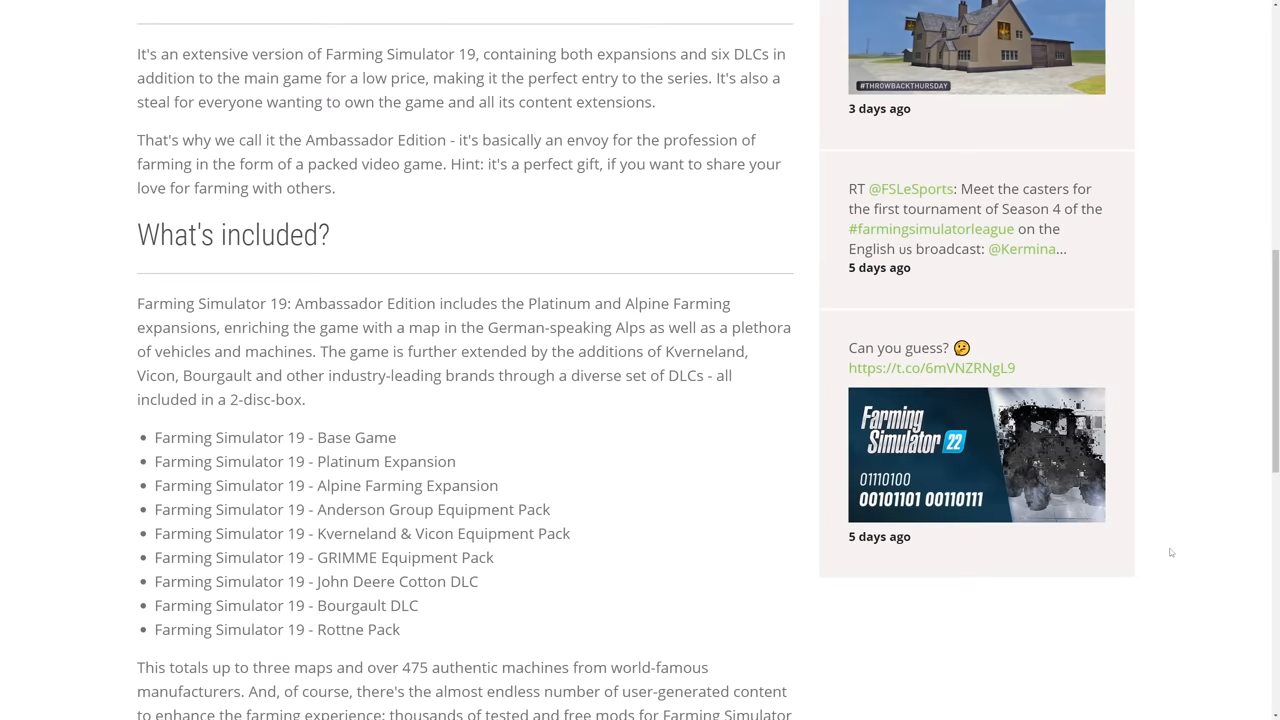 It's an extensive version of Farming Simulator 19, containing both expansions and six DLCs in
addition to the main game for a low price, making it the perfect entry to the series. It's also a
steal for everyone wanting to own the game and all its content extensions.
That's why we call it the Ambassador Edition - it's basically an envoy for the profession of
farming in the form of a packed video game. Hint: it's a perfect gift, if you want to share your
love for farming with others.
What's included?
Farming Simulator 19: Ambassador Edition includes the Platinum and Alpine Farming
expansions, enriching the game with a map in the German-speaking Alps as well as a plethora
of vehicles and machines. The game is further extended by the additions of Kverneland,
Vicon, Bourgault and other industry-leading brands through a diverse set of DLCs - all
included in a 2-disc-box.
Farming Simulator 19 - Base Game
Farming Simulator 19 - Platinum Expansion
Farming Simulator 19 - Alpine Farming Expansion
Farming Simulator 19 - Anderson Group Equipment Pack
Farming Simulator 19 - Kverneland & Vicon Equipment Pack
Farming Simulator 19 - GRIMME Equipment Pack
Farming Simulator 19 - John Deere Cotton DLC
Farming Simulator 19 - Bourgault DLC
Farming Simulator 19 - Rottne Pack
This totals up to three maps and over 475 authentic machines from world-famous
manufacturers. And, of course, there's the almost endless number of user-generated content
to enhance the farming experience: thousands of tested and free mods for Farming Simulator
#THROWBACKTHURSDAY
3 days ago
RT @FSLeSports: Meet the casters for
the first tournament of Season 4 of the
#farmingsimulatorleague on the
English us broadcast: @Kermina...
5 days ago
Can you guess? 🤔
https://t.co/6mVNZRNgL9
Farming
Simulator 22
01110100
00101101 00110111
5 days ago